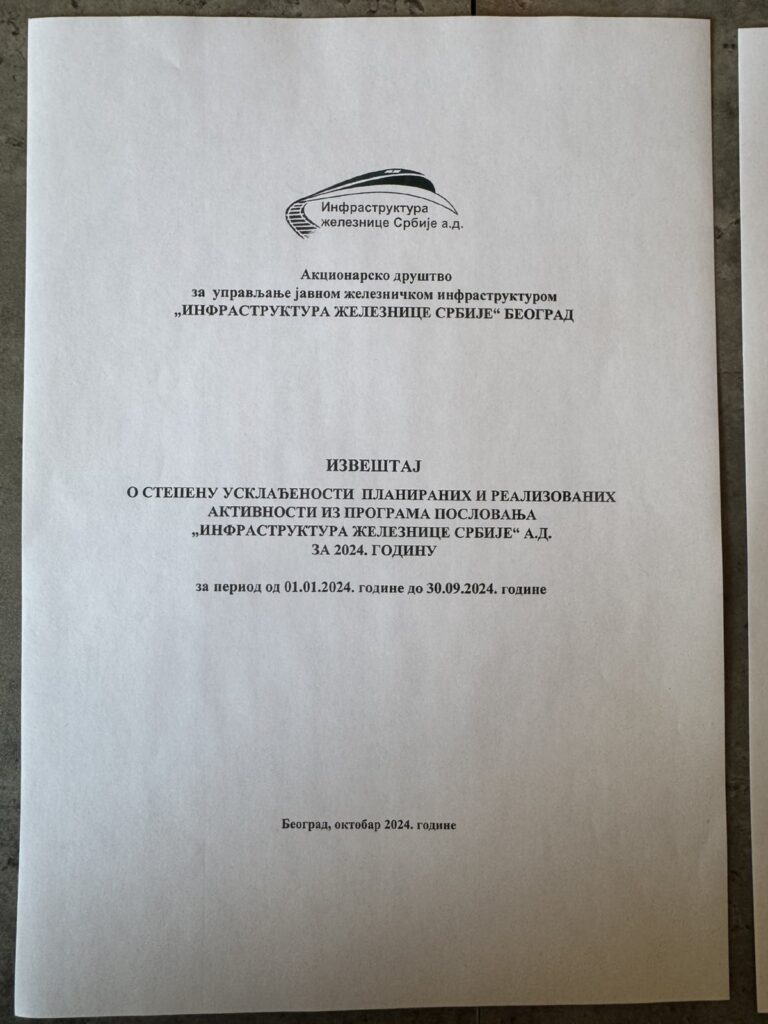 Инфраструктура
железнице Србије а.д.
Акционарско друштво
за управљање јавном железничком инфраструктуром
„ИНФРАСТРУКТУРА ЖЕЛЕЗНИЦЕ СРБИЈЕ“ БЕОГРАД
ИЗВЕШТАЈ
О СТЕПЕНУ УСКЛАЂЕНОСТИ ПЛАНИРАНИХ И РЕАЛИЗОВАНИХ
АКТИВНОСТИ ИЗ ПРОГРАМА ПОСЛОВАЊА
„ИНФРАСТРУКТУРА ЖЕЛЕЗНИЦЕ СРБИЈЕ“ А.Д.
ЗА 2024. ГОДИНУ
за период од 01.01.2024. године до 30.09.2024. године
Београд, октобар 2024. године